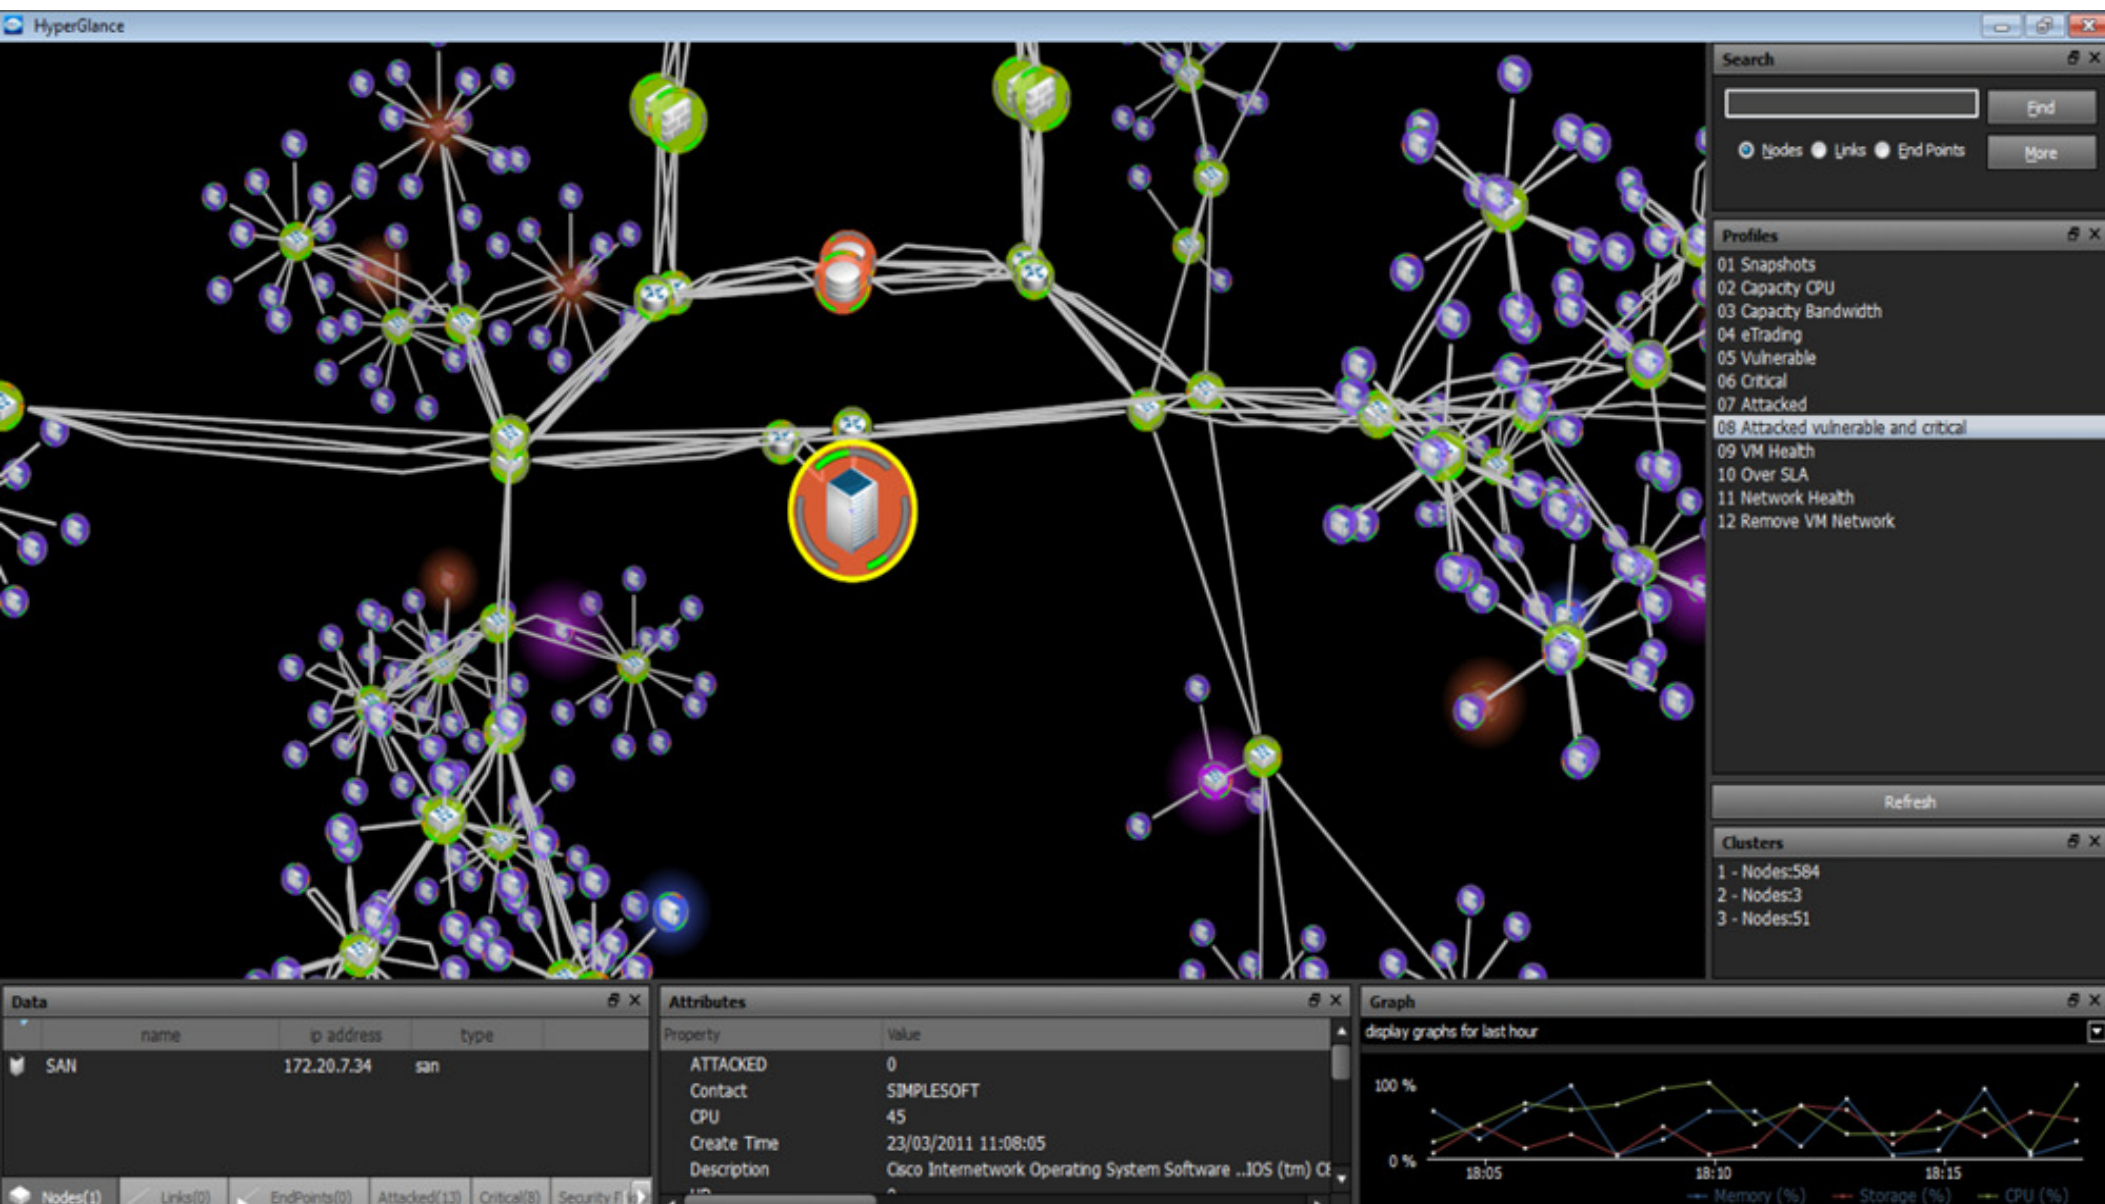 HyperGlance
Search
Find
Nodes Links End Points
More
Profiles
01 Snapshots
02 Capacity CPU
03 Capacity Bandwidth
04 eTrading
05 Vulnerable
06 Critical
07 Attacked
08 Attacked vulnerable and critical
09 VM Health
10 Over SLA
11 Network Health
12 Remove VM Network
Refresh
Clusters
1 - Nodes:584
2 - Nodes:3
3 - Nodes:51
Data
name ip address type
SAN 172.20.7.34 san
Nodes(1) Links(0) EndPoints(0) Attacked(13) Critical(8) Security
Attributes
Property Value
ATTACKED 0
Contact SIMPLESOFT
CPU 45
Create Time 23/03/2011 11:08:05
Description Cisco Internetwork Operating System Software ..IOS (tm)
Graph
display graphs for last hour
100 %
0 %
18:05 18:10 18:15
Memory (%) Storage (%) CPU (%)